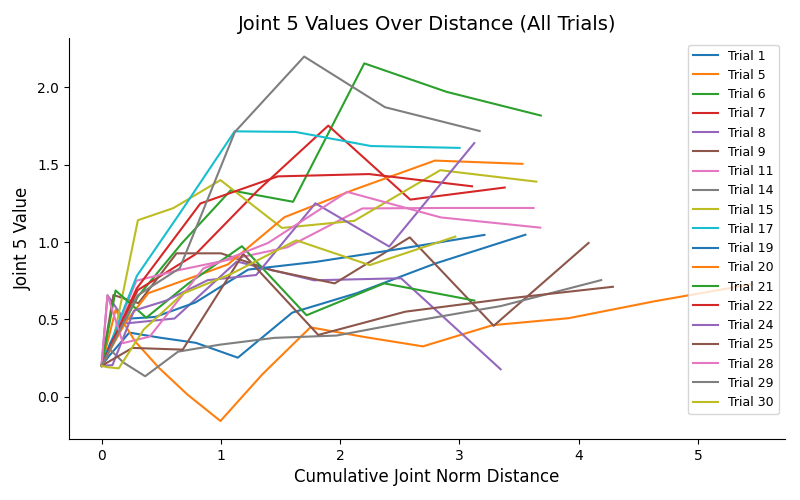 Joint 5 Values Over Distance (All Trials)
Joint 5 Value
2.0
1.5
1.0
0.5
0.0
0 1 2 3 4 5
Cumulative Joint Norm Distance
Trial 1
Trial 5
Trial 6
Trial 7
Trial 8
Trial 9
Trial 11
Trial 14
Trial 15
Trial 17
Trial 19
Trial 20
Trial 21
Trial 22
Trial 24
Trial 25
Trial 28
Trial 29
Trial 30